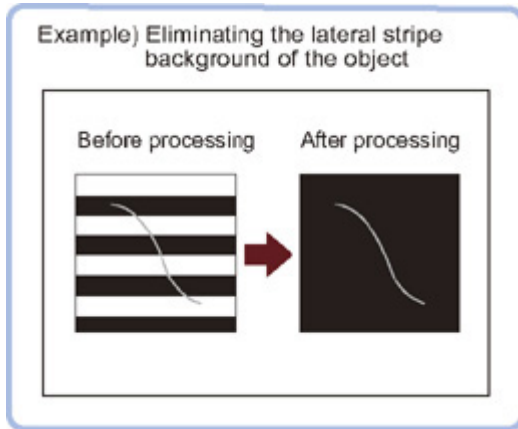 Example) Eliminating the lateral stripe
background of the object
Before processing
After processing